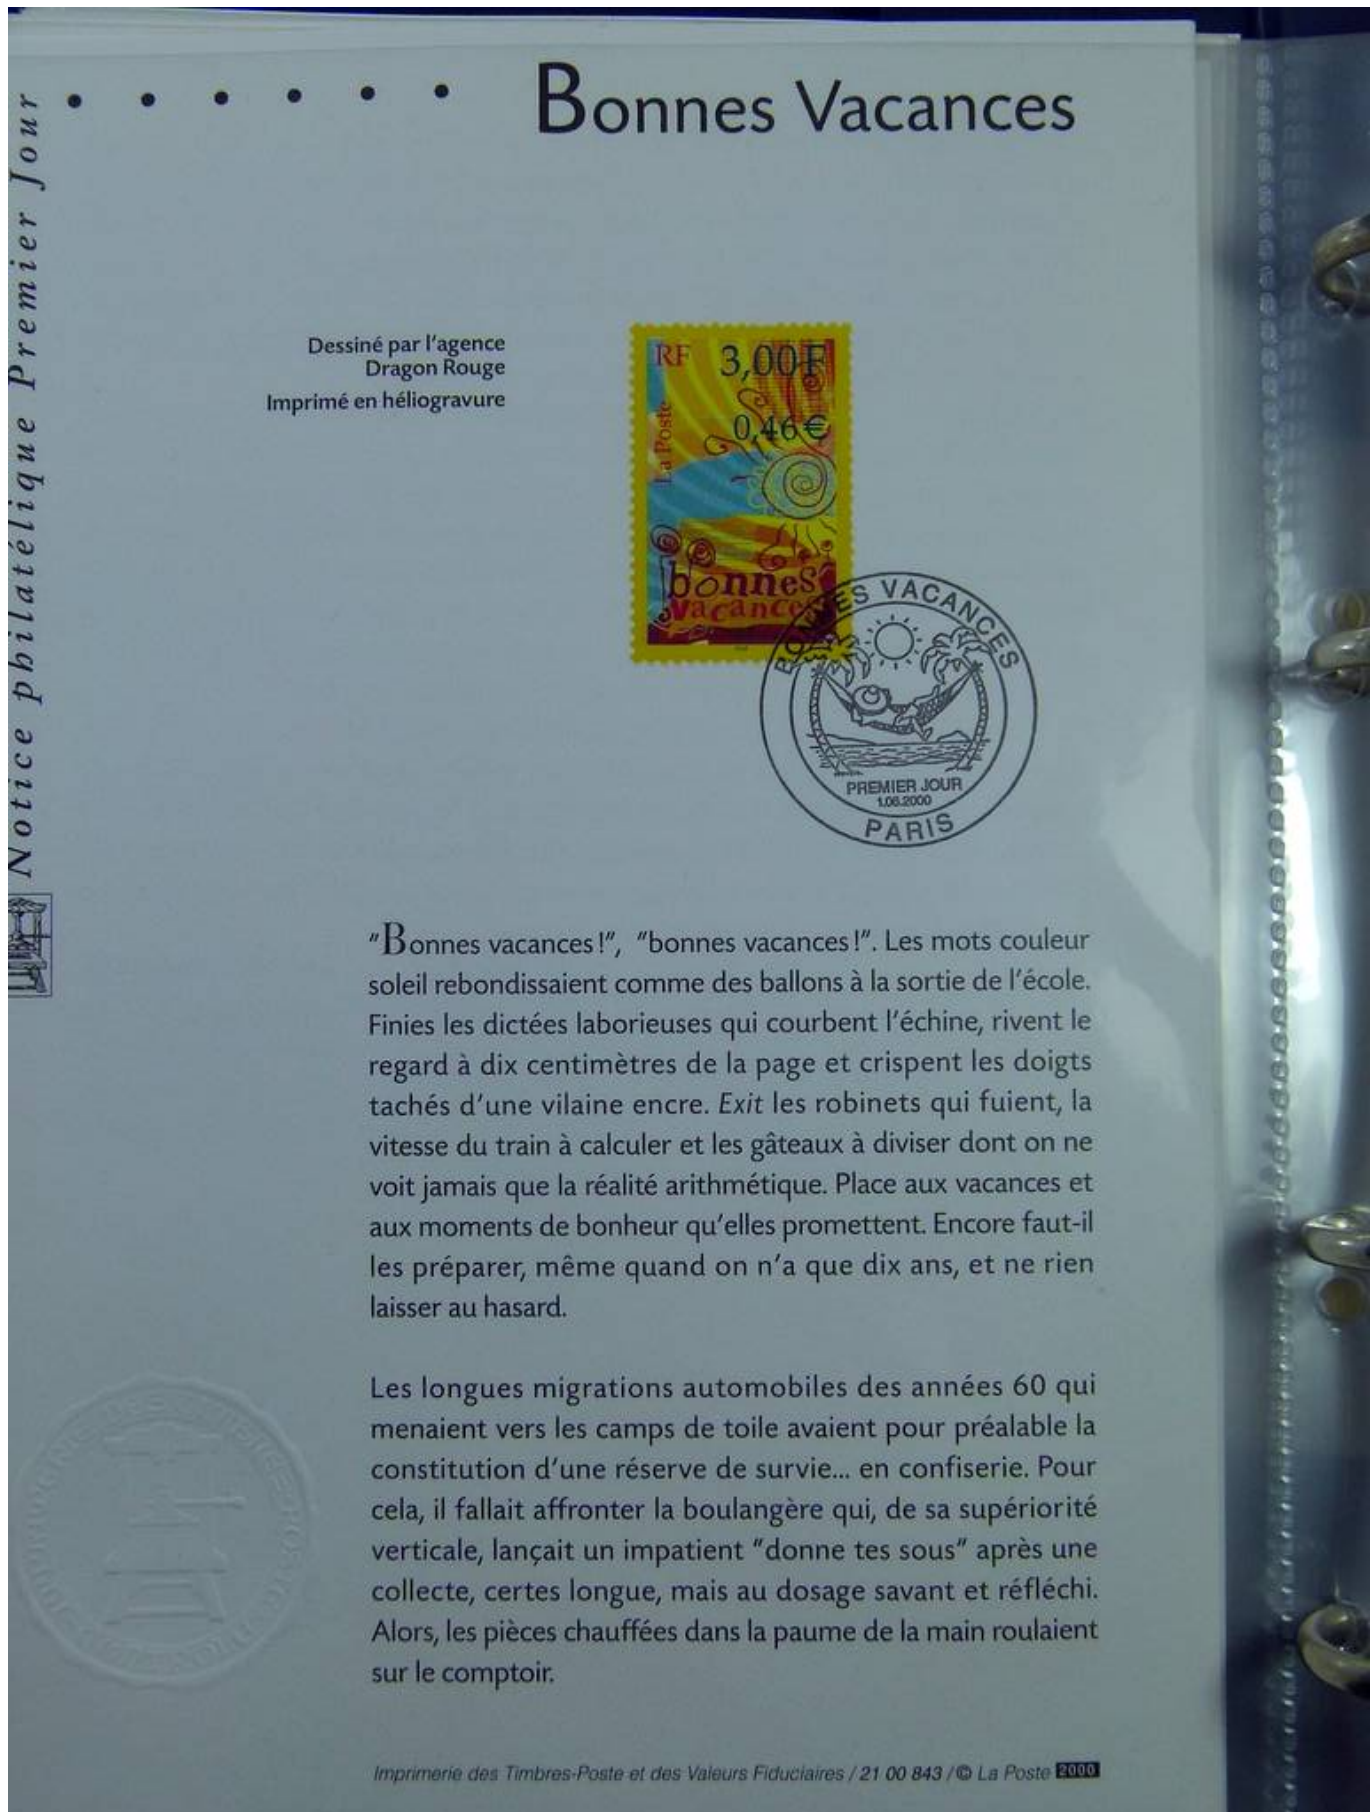 Bonnes Vacances
Notice philatélique Premier Jour
Dessiné par l'agence
Dragon Rouge
Imprimé en héliogravure
RF 3,00F
0,46€
La Poste
bonnes
vacances
BONNES VACANCES
PREMIER JOUR
1.06.2000
PARIS
"Bonnes vacances!", "bonnes vacances!". Les mots couleur
soleil rebondissaient comme des ballons à la sortie de l'école.
Finies les dictées laborieuses qui courbent l'échine, rivent le
regard à dix centimètres de la page et crispent les doigts
tachés d'une vilaine encre. Exit les robinets qui fuient, la
vitesse du train à calculer et les gâteaux à diviser dont on ne
voit jamais que la réalité arithmétique. Place aux vacances et
aux moments de bonheur qu'elles promettent. Encore faut-il
les préparer, même quand on n'a que dix ans, et ne rien
laisser au hasard.
Les longues migrations automobiles des années 60 qui
menaient vers les camps de toile avaient pour préalable la
constitution d'une réserve de survie... en confiserie. Pour
cela, il fallait affronter la boulangère qui, de sa supériorité
verticale, lançait un impatient "donne tes sous" après une
collecte, certes longue, mais au dosage savant et réfléchi.
Alors, les pièces chauffées dans la paume de la main roulaient
sur le comptoir.
Imprimerie des Timbres-Poste et des Valeurs Fiduciaires / 21 00 843 / © La Poste 2000